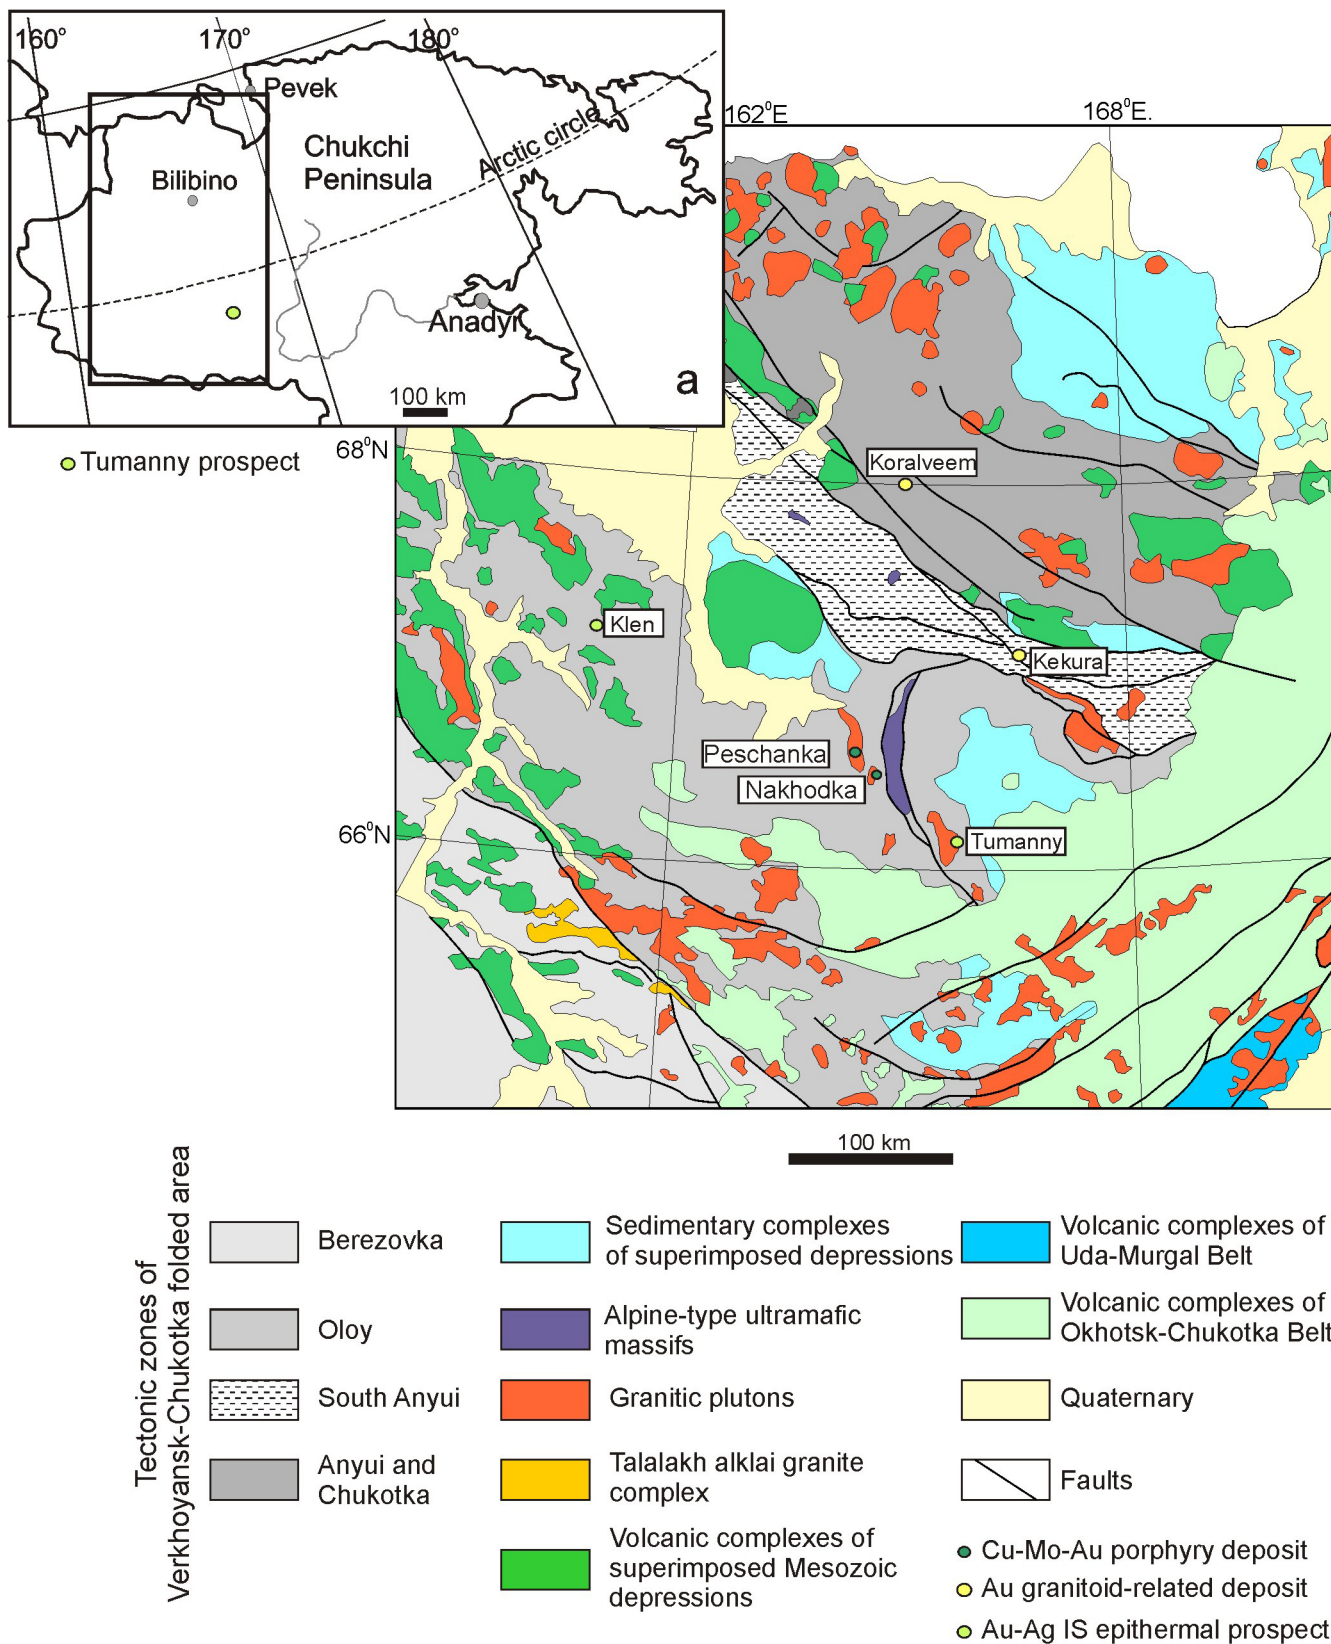 160°
170°
180°
Pevek
Chukchi
Peninsula
Arctic circle
Bilibino
Anadyr
100 km
a
Tumanny prospect
162⁰E
168⁰E.
68⁰N
66⁰N
Koralveem
Klen
Kekura
Peschanka
Nakhodka
Tumanny
100 km
Tectonic zones of
Verkhoyansk-Chukotka folded area
Berezovka
Oloy
South Anyui
Anyui and
Chukotka
Sedimentary complexes
of superimposed depressions
Alpine-type ultramafic
massifs
Granitic plutons
Talalakh alklai granite
complex
Volcanic complexes of
superimposed Mesozoic
depressions
Volcanic complexes of
Uda-Murgal Belt
Volcanic complexes of
Okhotsk-Chukotka Belt
Quaternary
Faults
Cu-Mo-Au porphyry deposit
Au granitoid-related deposit
Au-Ag IS epithermal prospect